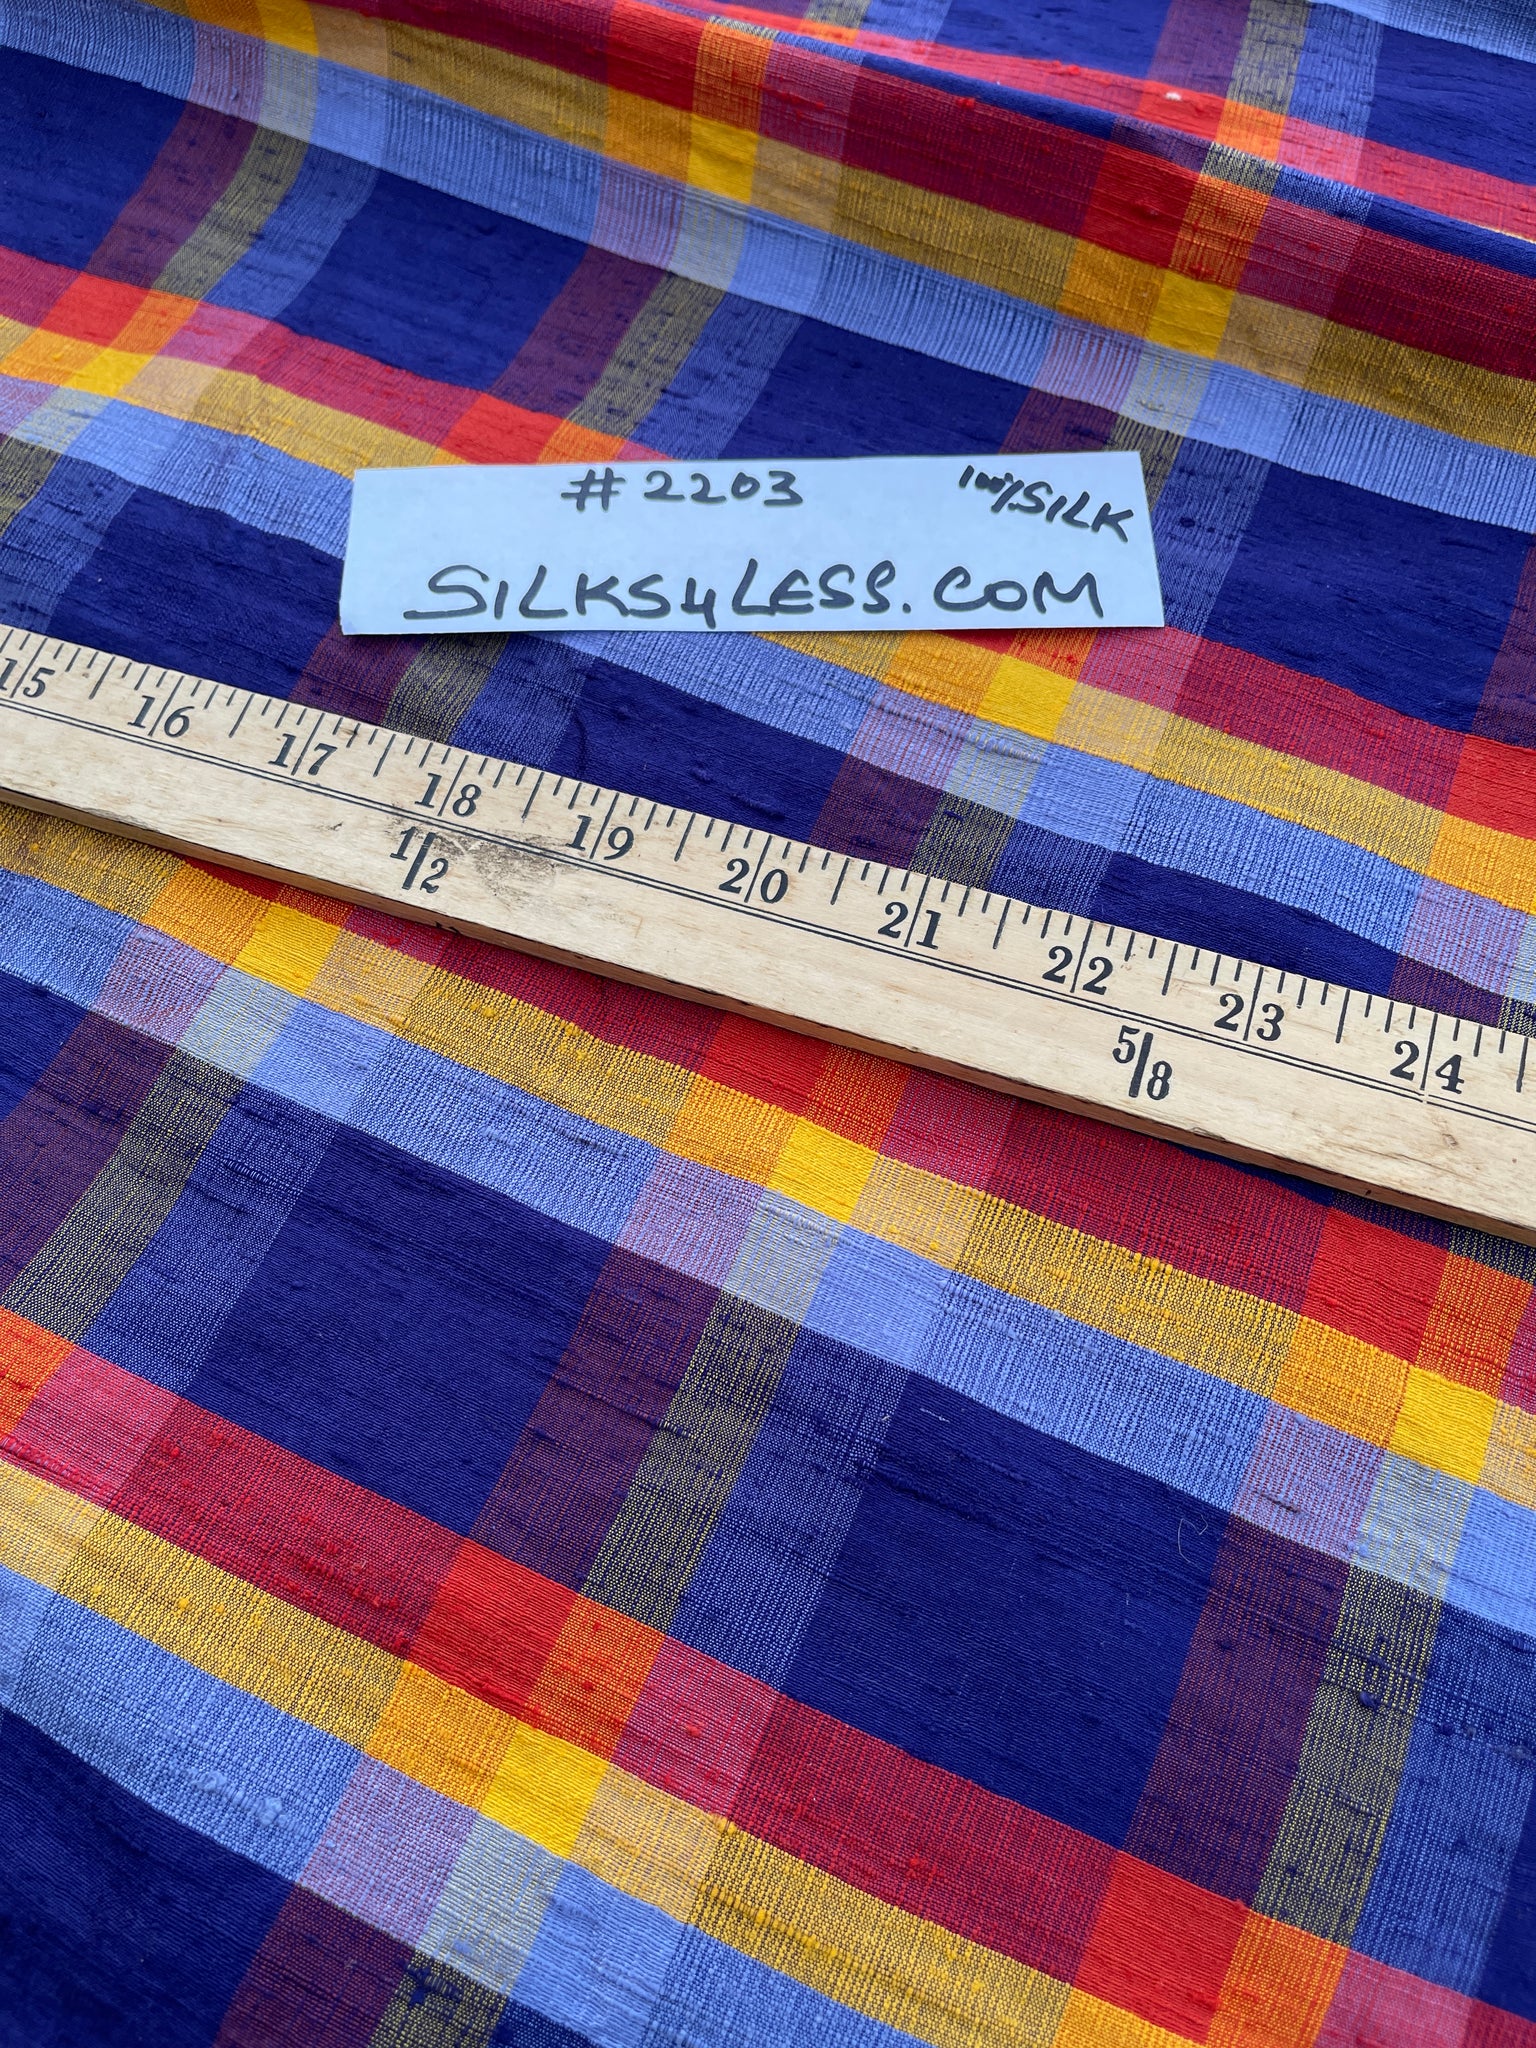 #2203 100% SILK
SILKS4LESS.COM
15 16 17 18 19 20 21 22 23 24
1/2 5/8